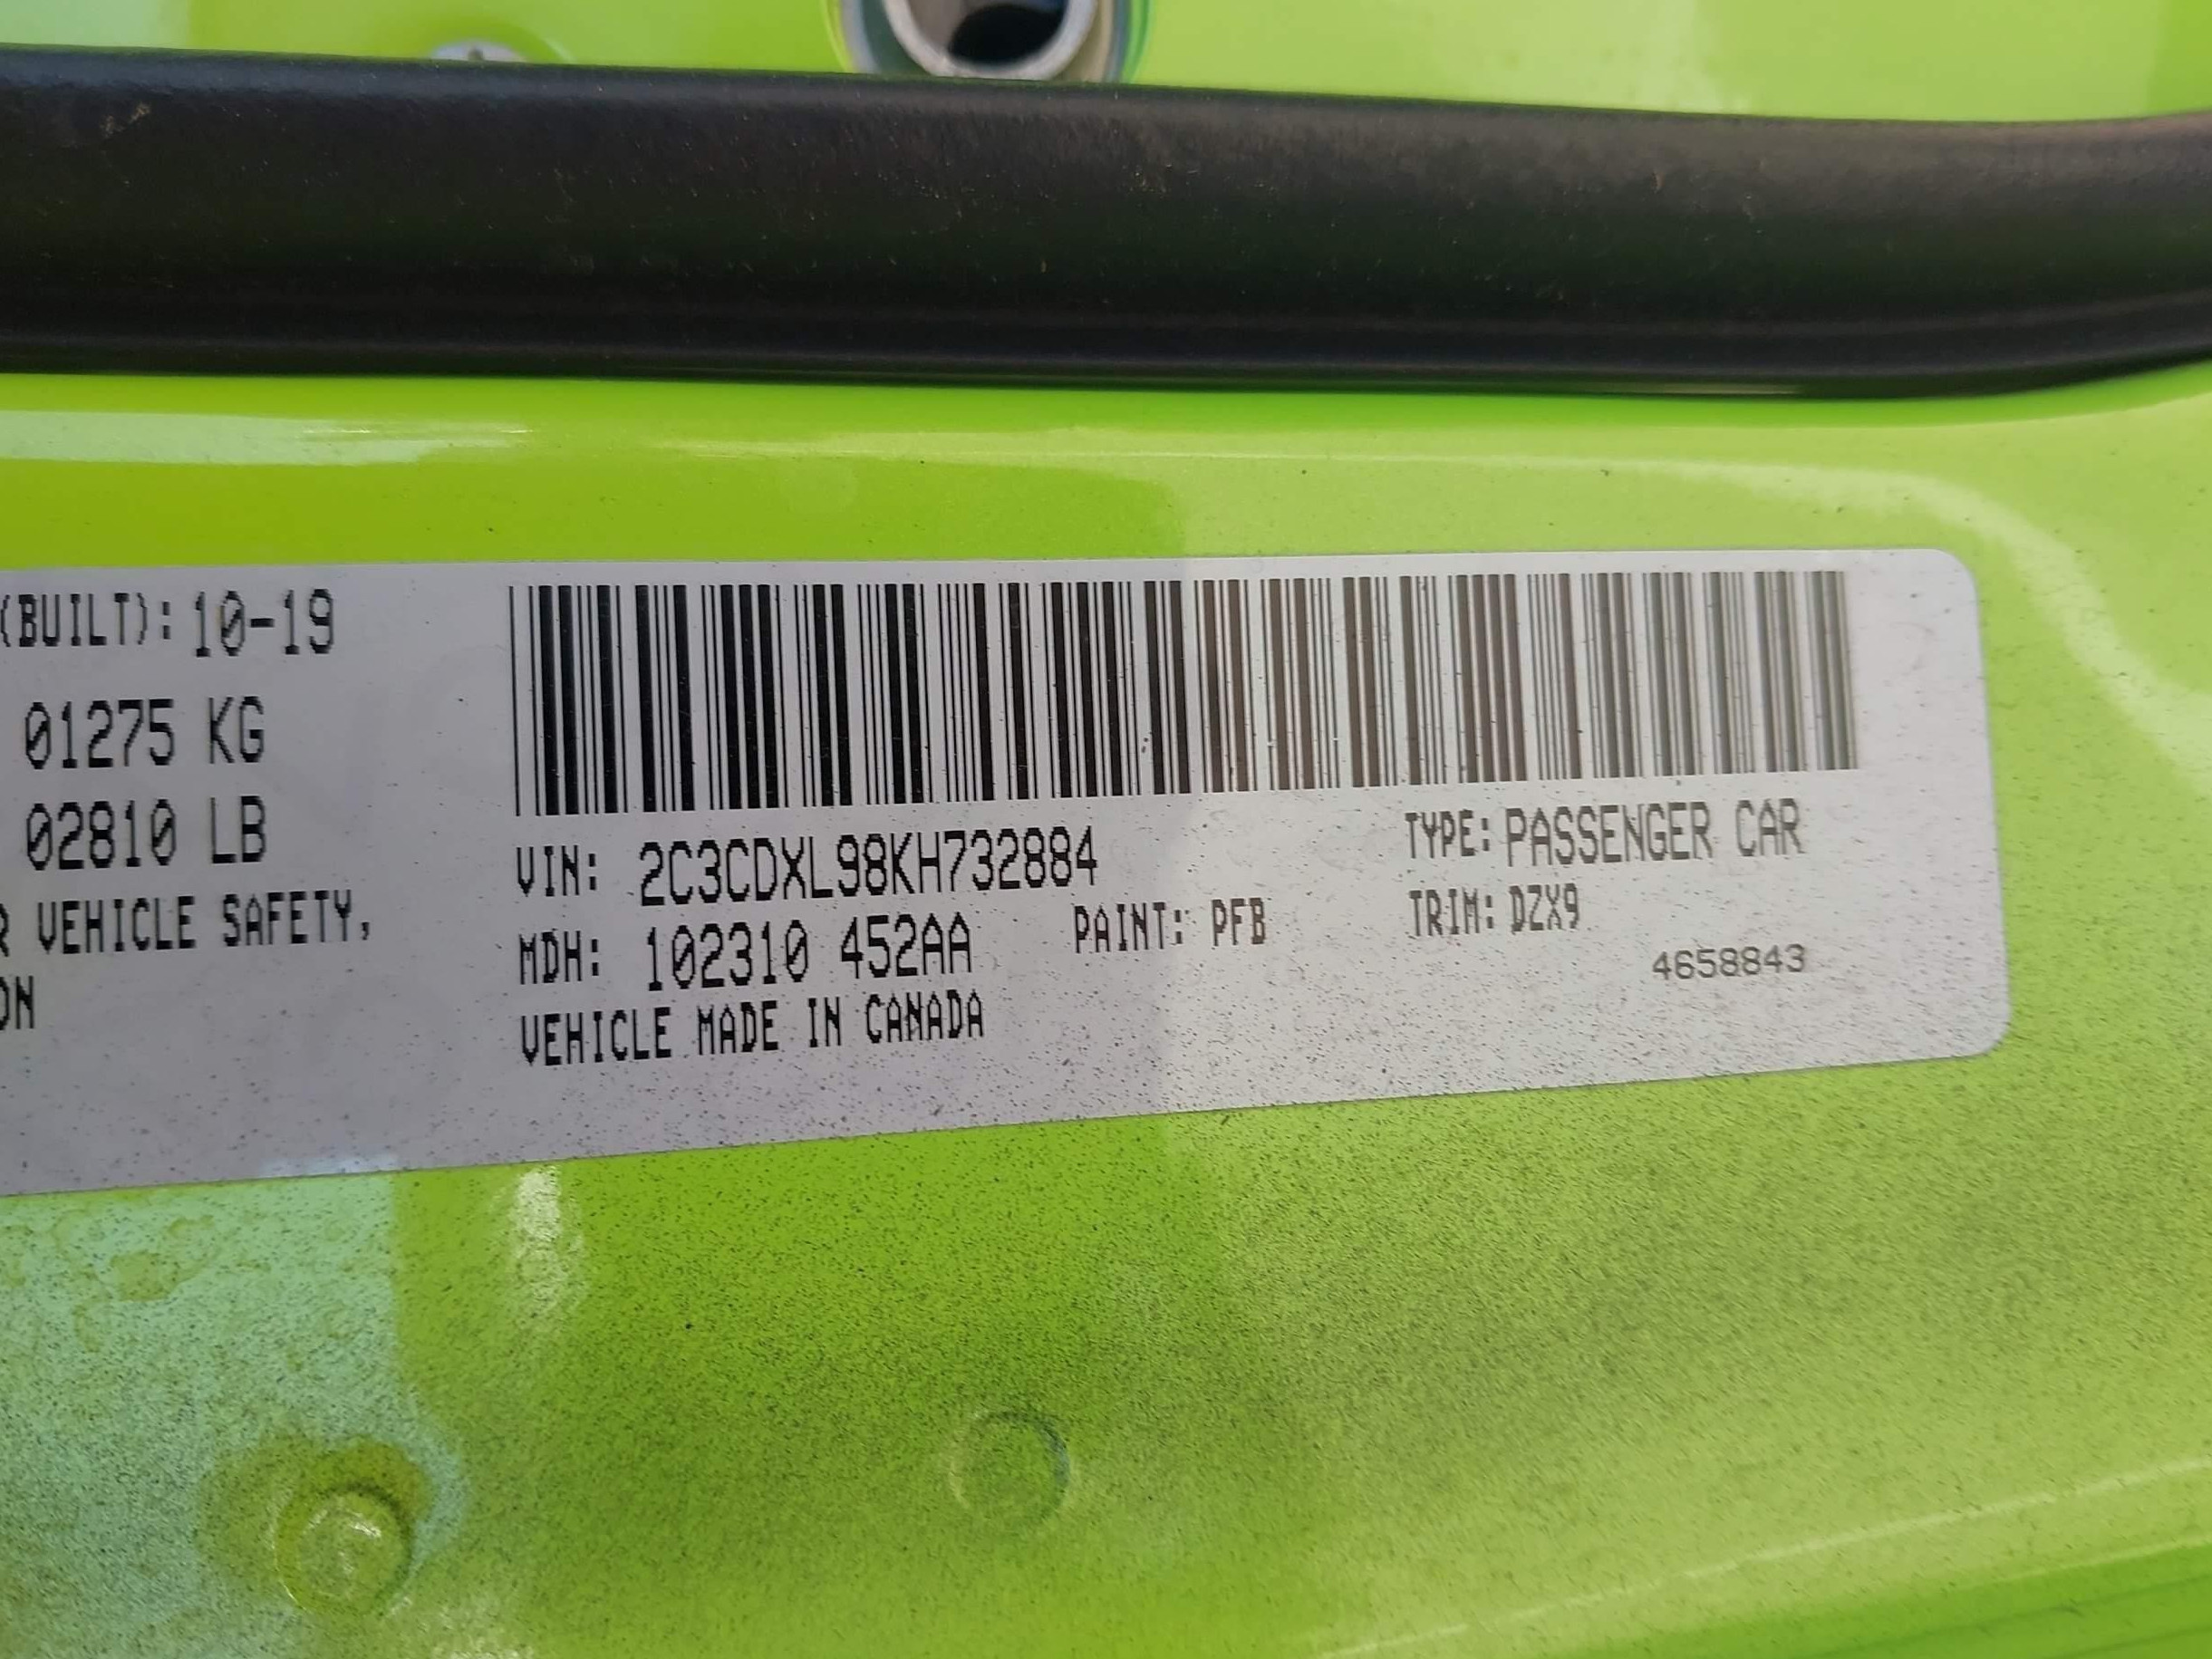 (BUILT): 10-19
01275 KG
02810 LB
VEHICLE SAFETY,
VIN: 2C3CDXL98KH732884
TYPE: PASSENGER CAR
MDH: 102310 452AA
PAINT: PFB
TRIM: DZX9
4658843
VEHICLE MADE IN CANADA